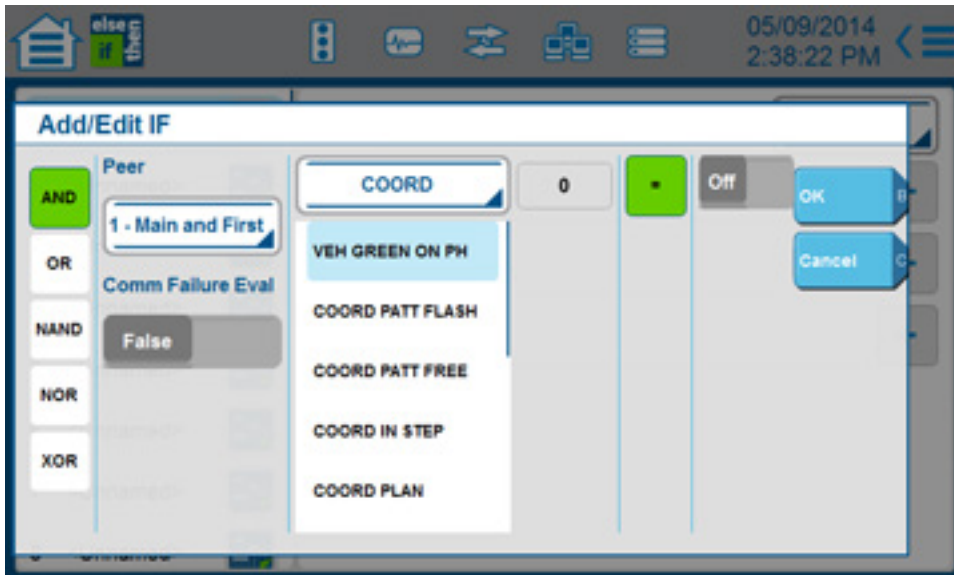 else
if then
05/09/2014
2:38:22 PM
Add/Edit IF
AND
OR
NAND
NOR
XOR
Peer
1 - Main and First
Comm Failure Eval
False
COORD
VEH GREEN ON PH
COORD PATT FLASH
COORD PATT FREE
COORD IN STEP
COORD PLAN
0
=
Off
OK B
Cancel C